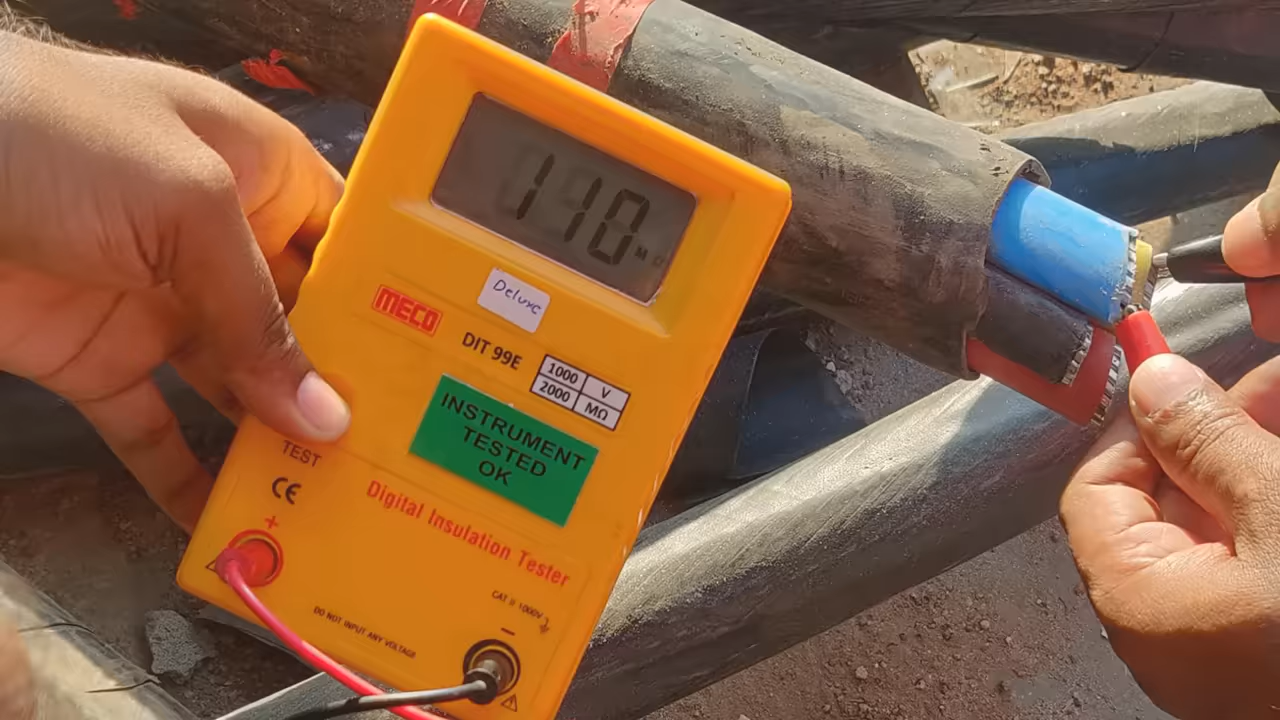 110
MΩ
Deluxe
MECO
DIT 99E
1000 V
2000 MΩ
INSTRUMENT
TESTED
OK
TEST
CE
Digital Insulation Tester
+
CAT II 1000V
DO NOT INPUT ANY VOLTAGE
−